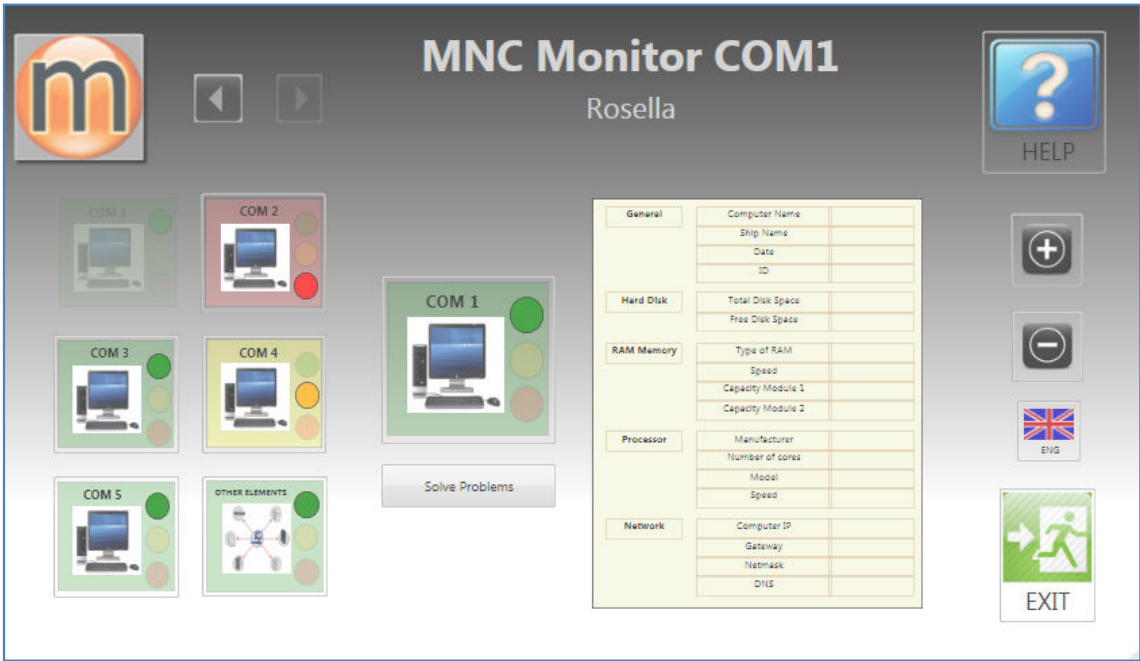 m
MNC Monitor COM1
Rosella
HELP
COM 1
COM 2
COM 3
COM 4
COM 5
OTHER ELEMENTS
COM 1
Solve Problems
General
Computer Name
Ship Name
Date
ID
Hard Disk
Total Disk Space
Free Disk Space
RAM Memory
Type of RAM
Speed
Capacity Module 1
Capacity Module 2
Processor
Manufacturer
Number of cores
Model
Speed
Network
Computer IP
Gateway
Netmask
DNS
ENG
EXIT